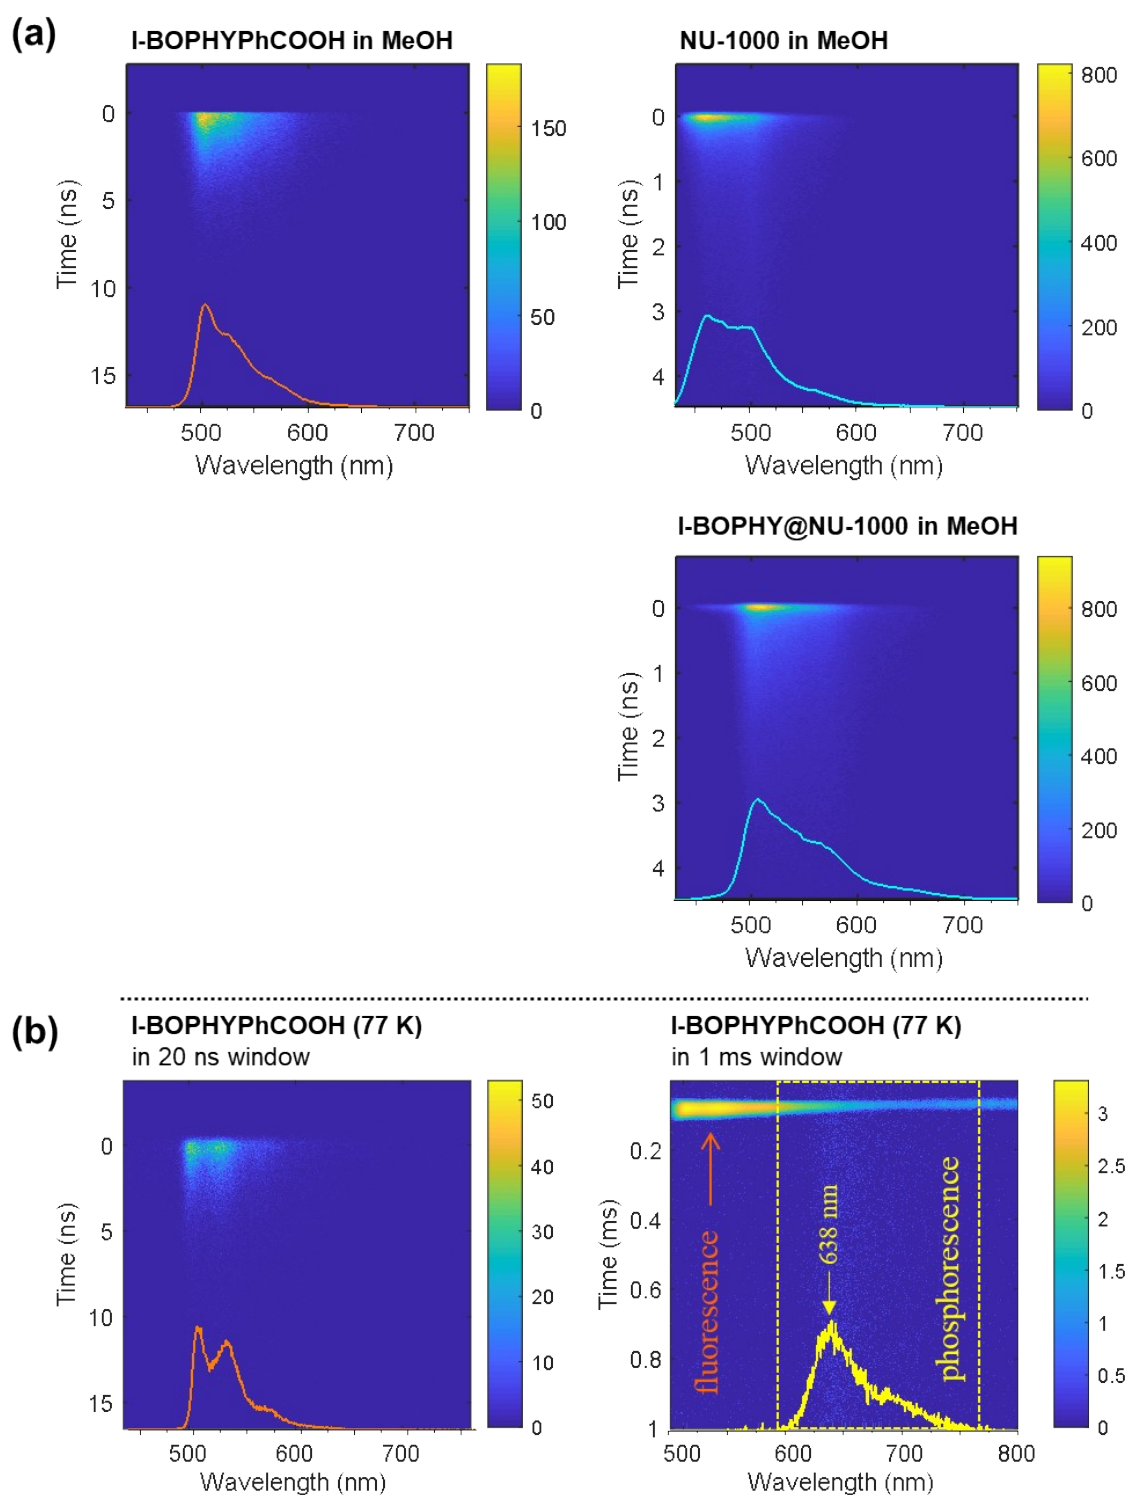 (a)
I-BOPHYPhCOOH in MeOH
0
5
10
15
Time (ns)
500 600 700
Wavelength (nm)
150
100
50
0
NU-1000 in MeOH
0
1
2
3
4
Time (ns)
500 600 700
Wavelength (nm)
800
600
400
200
0
I-BOPHY@NU-1000 in MeOH
0
1
2
3
4
Time (ns)
500 600 700
Wavelength (nm)
800
600
400
200
0
(b)
I-BOPHYPhCOOH (77 K)
in 20 ns window
0
5
10
15
Time (ns)
500 600 700
Wavelength (nm)
50
40
30
20
10
0
I-BOPHYPhCOOH (77 K)
in 1 ms window
0.2
0.4
0.6
0.8
1
Time (ms)
fluorescence
638 nm
phosphorescence
500 600 700 800
Wavelength (nm)
3
2.5
2
1.5
1
0.5
0